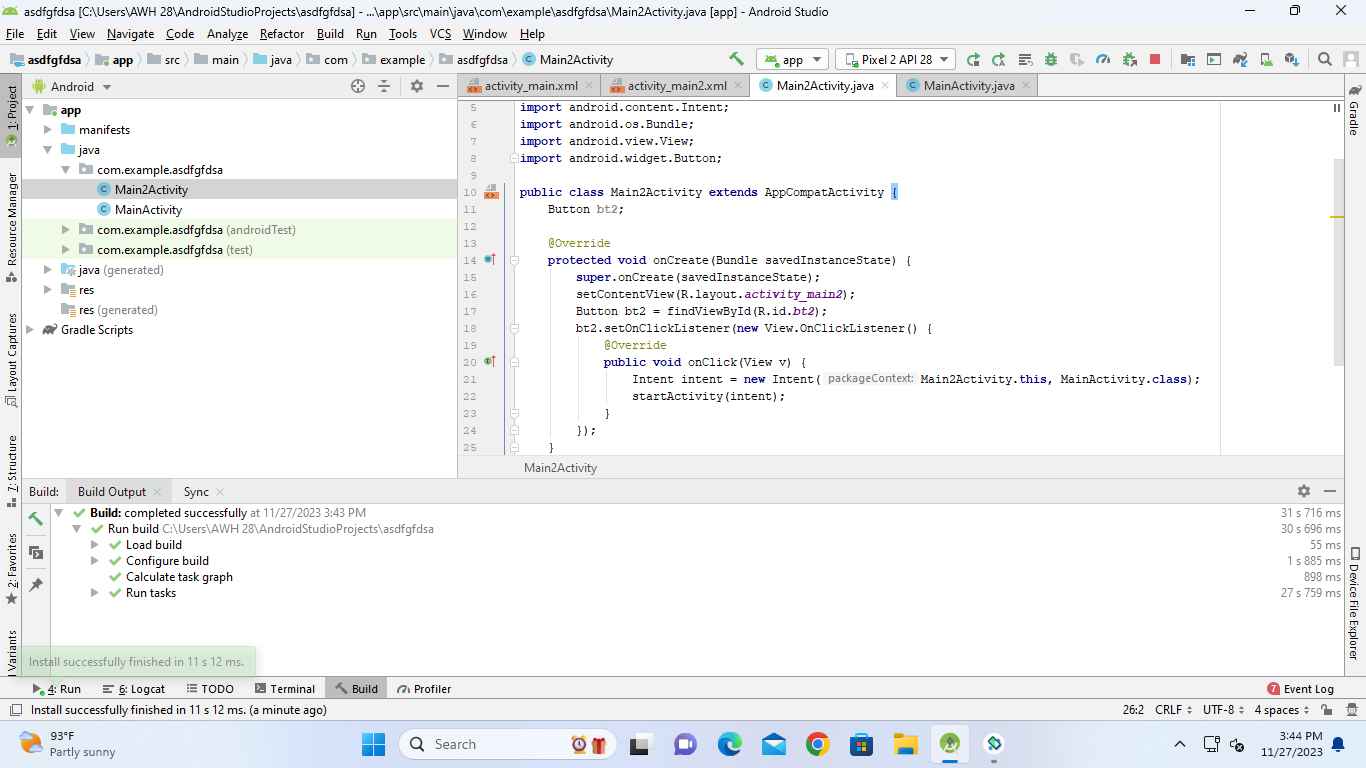 asdfgfdsa [C:\Users\AWH 28\AndroidStudioProjects\asdfgfdsa] - ...\app\src\main\java\com\example\asdfgfdsa\Main2Activity.java [app] - Android Studio
File Edit View Navigate Code Analyze Refactor Build Run Tools VCS Window Help
asdfgfdsa app src main java com example asdfgfdsa Main2Activity
app Pixel 2 API 28
Android
activity_main.xml activity_main2.xml Main2Activity.java MainActivity.java
1: Project
Resource Manager
Layout Captures
7: Structure
2: Favorites
Variants
app
manifests
java
com.example.asdfgfdsa
Main2Activity
MainActivity
com.example.asdfgfdsa (androidTest)
com.example.asdfgfdsa (test)
java (generated)
res
res (generated)
Gradle Scripts
5 import android.content.Intent;
6 import android.os.Bundle;
7 import android.view.View;
8 import android.widget.Button;
9
10 public class Main2Activity extends AppCompatActivity {
11 Button bt2;
12
13 @Override
14 protected void onCreate(Bundle savedInstanceState) {
15 super.onCreate(savedInstanceState);
16 setContentView(R.layout.activity_main2);
17 Button bt2 = findViewById(R.id.bt2);
18 bt2.setOnClickListener(new View.OnClickListener() {
19 @Override
20 public void onClick(View v) {
21 Intent intent = new Intent( packageContext: Main2Activity.this, MainActivity.class);
22 startActivity(intent);
23 }
24 });
25 }
Main2Activity
Gradle
Device File Explorer
Build: Build Output Sync
Build: completed successfully at 11/27/2023 3:43 PM 31 s 716 ms
Run build C:\Users\AWH 28\AndroidStudioProjects\asdfgfdsa 30 s 696 ms
Load build 55 ms
Configure build 1 s 885 ms
Calculate task graph 898 ms
Run tasks 27 s 759 ms
Install successfully finished in 11 s 12 ms.
4: Run 6: Logcat TODO Terminal Build Profiler 7 Event Log
Install successfully finished in 11 s 12 ms. (a minute ago) 26:2 CRLF UTF-8 4 spaces
93°F
Partly sunny
Search
3:44 PM
11/27/2023